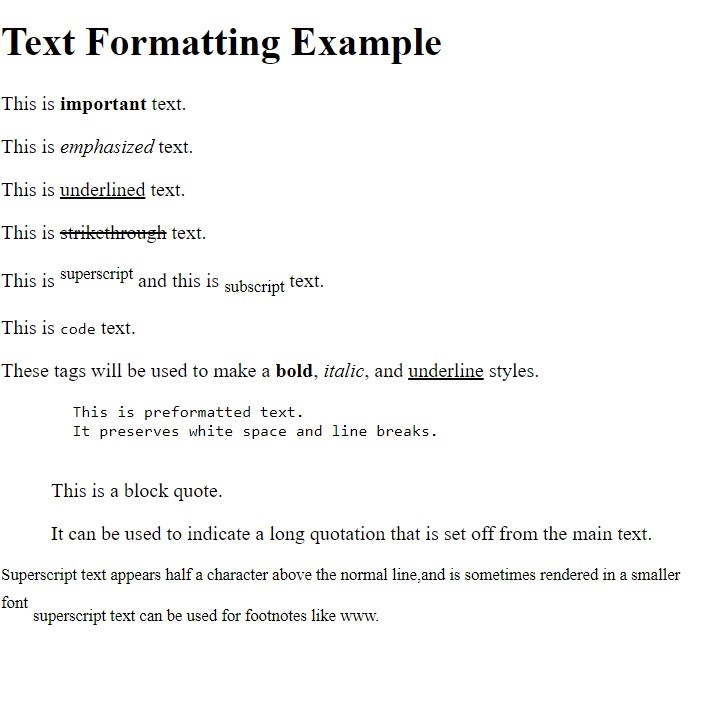 Text Formatting Example
This is important text.
This is emphasized text.
This is underlined text.
This is strikethrough text.
This is superscript and this is subscript text.
This is code text.
These tags will be used to make a bold, italic, and underline styles.
This is preformatted text.
It preserves white space and line breaks.
This is a block quote.
It can be used to indicate a long quotation that is set off from the main text.
Superscript text appears half a character above the normal line,and is sometimes rendered in a smaller
font superscript text can be used for footnotes like www.